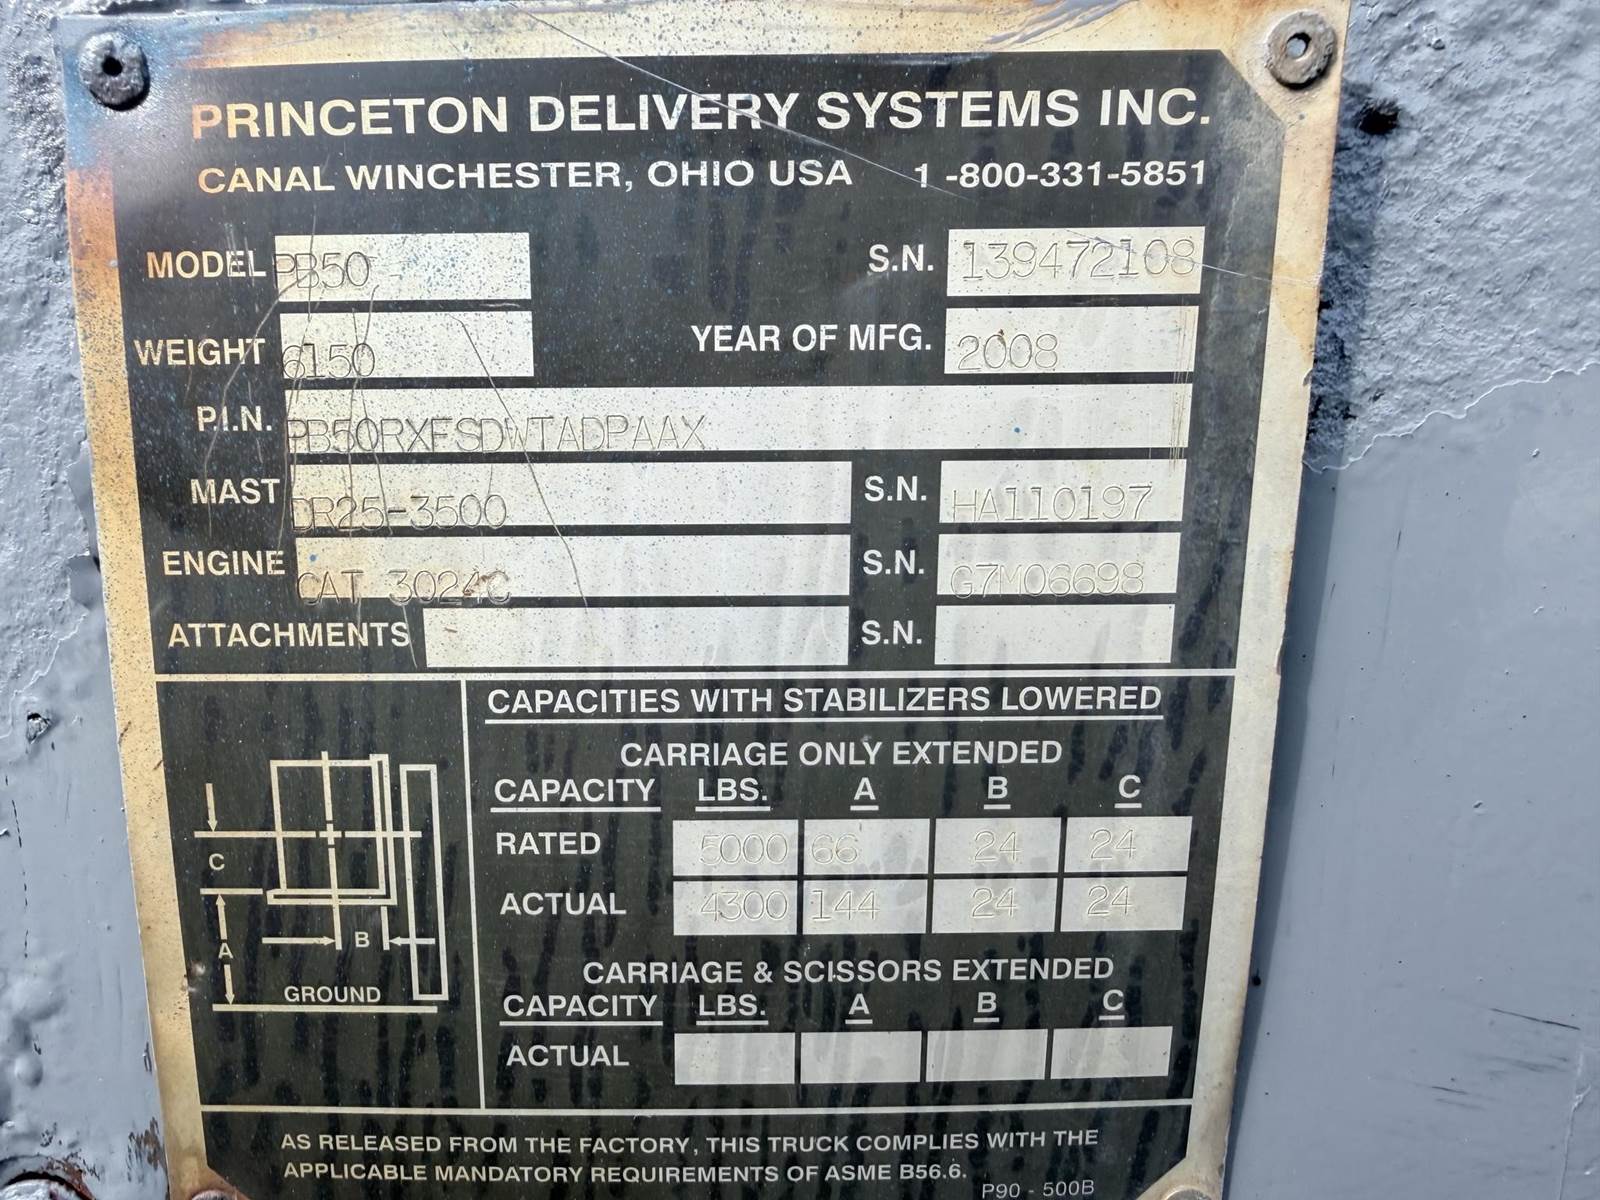 PRINCETON DELIVERY SYSTEMS INC.
CANAL WINCHESTER, OHIO USA 1-800-331-5851
MODEL PB50 S.N. 139472108
WEIGHT 6150 YEAR OF MFG. 2008
P.I.N. PB50RXFSDWTADPAAX
MAST DR25-3500 S.N. HA110197
ENGINE CAT 3024C S.N. G7M06698
ATTACHMENTS S.N.
CAPACITIES WITH STABILIZERS LOWERED
CARRIAGE ONLY EXTENDED
CAPACITY LBS. A B C
RATED 5000 66 24 24
ACTUAL 4300 144 24 24
CARRIAGE & SCISSORS EXTENDED
CAPACITY LBS. A B C
ACTUAL
C
A
B
GROUND
AS RELEASED FROM THE FACTORY, THIS TRUCK COMPLIES WITH THE
APPLICABLE MANDATORY REQUIREMENTS OF ASME B56.6.
P90 - 500B